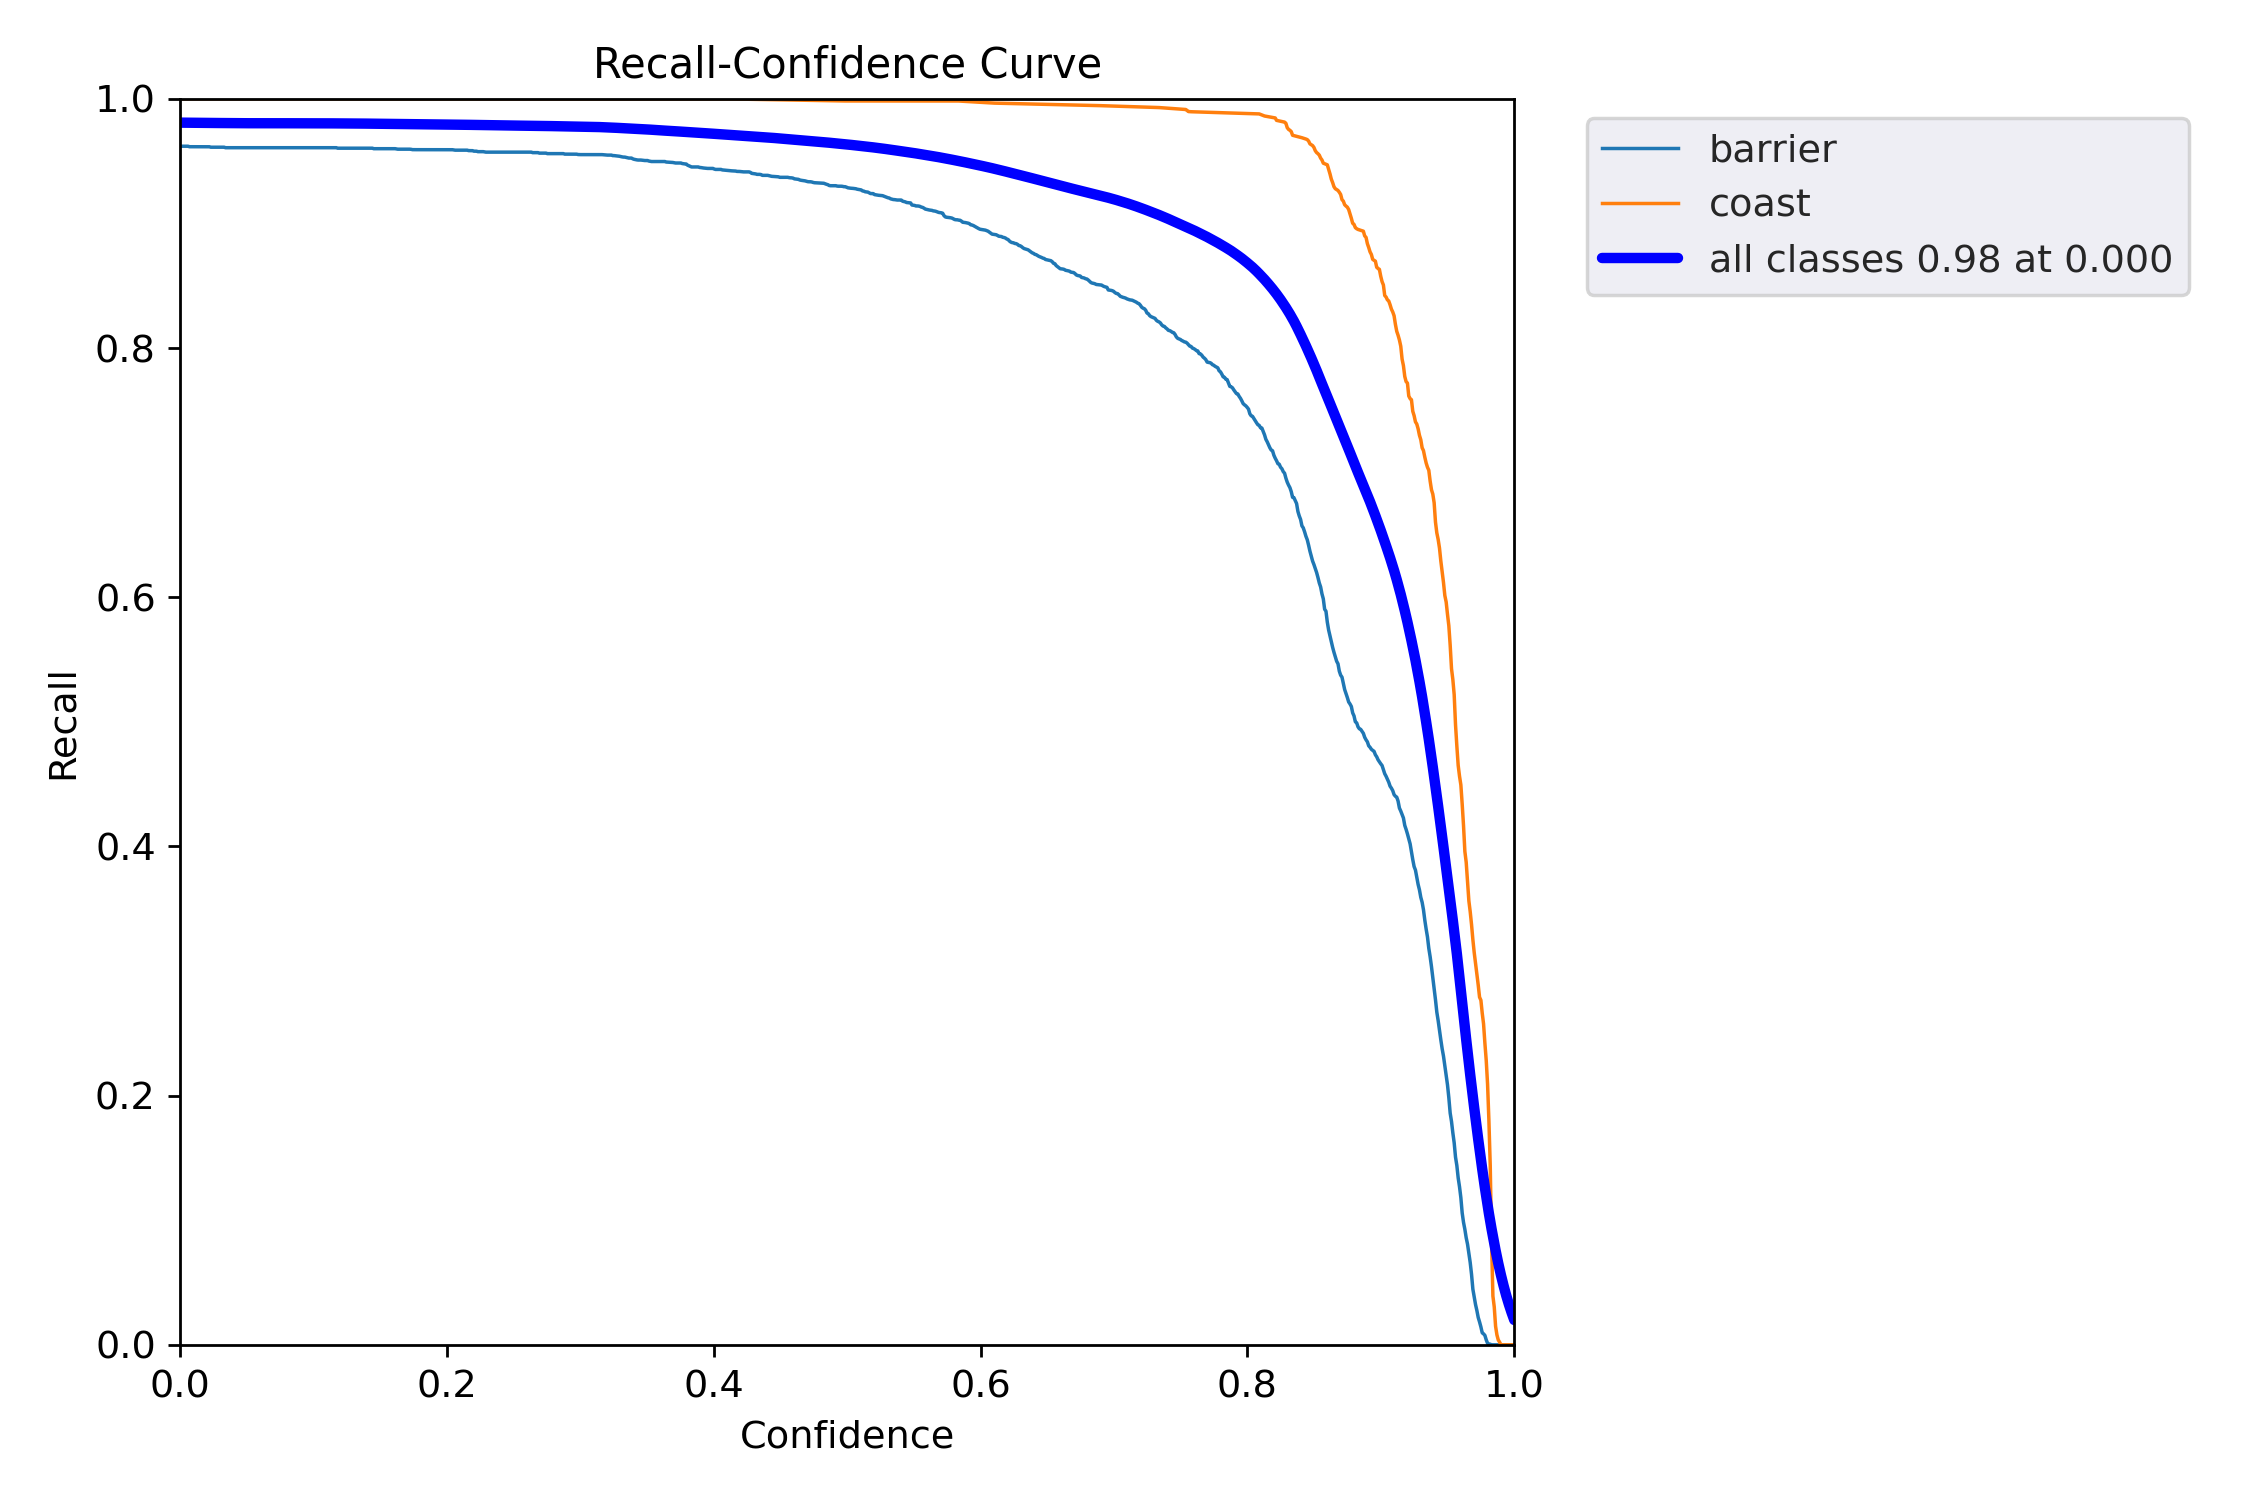 Recall-Confidence Curve
1.0
0.8
0.6
0.4
0.2
0.0
Recall
0.0 0.2 0.4 0.6 0.8 1.0
Confidence
barrier
coast
all classes 0.98 at 0.000